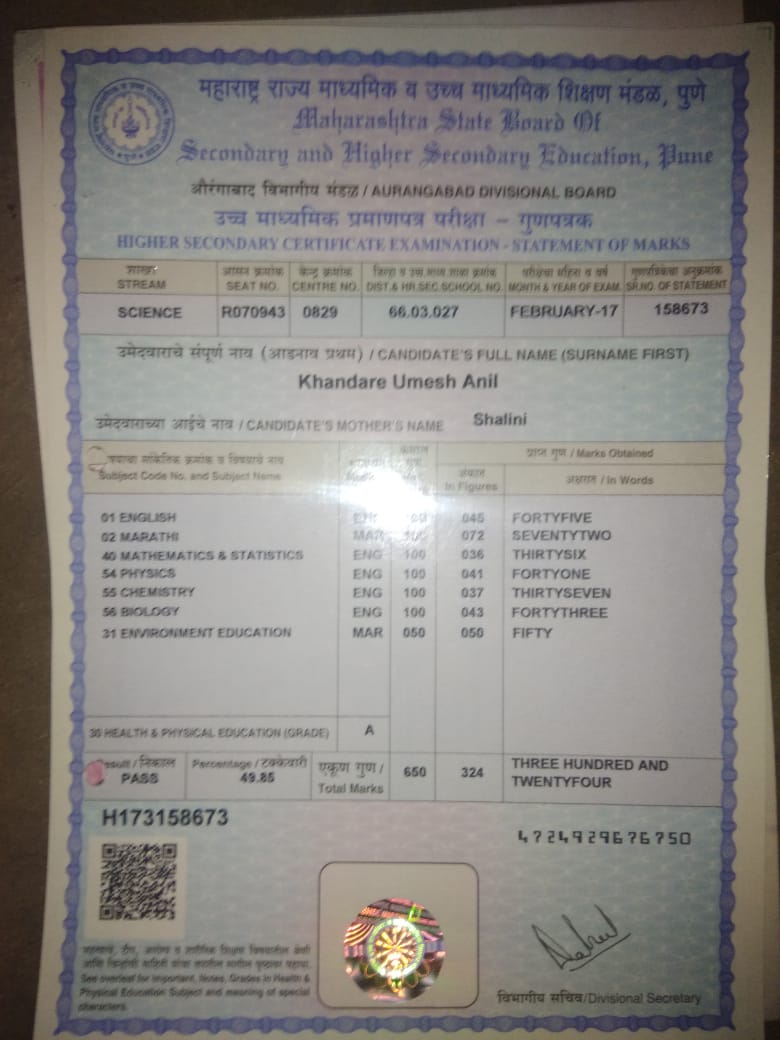 महाराष्ट्र राज्य माध्यमिक व उच्च माध्यमिक शिक्षण मंडळ, पुणे
Maharashtra State Board Of
Secondary and Higher Secondary Education, Pune
औरंगाबाद विभागीय मंडळ / AURANGABAD DIVISIONAL BOARD
उच्च माध्यमिक प्रमाणपत्र परीक्षा – गुणपत्रक
HIGHER SECONDARY CERTIFICATE EXAMINATION - STATEMENT OF MARKS
शाखा आसन क्रमांक केन्द्र क्रमांक जिल्हा व उच्च माध्य शाळा क्रमांक परीक्षेचा महिना व वर्ष गुणपत्रिकेचा अनुक्रमांक
STREAM SEAT NO. CENTRE NO. DIST.& HR.SEC.SCHOOL NO. MONTH & YEAR OF EXAM. SR.NO. OF STATEMENT
SCIENCE R070943 0829 66.03.027 FEBRUARY-17 158673
उमेदवाराचे संपूर्ण नाव (आडनाव प्रथम) / CANDIDATE'S FULL NAME (SURNAME FIRST)
Khandare Umesh Anil
उमेदवाराच्या आईचे नाव / CANDIDATE'S MOTHER'S NAME Shalini
सांकेतिक क्रमांक व विषयाचे नाव प्राप्त गुण / Marks Obtained
Subject Code No. and Subject Name अंकात In Figures अक्षरात / In Words
01 ENGLISH 045 FORTYFIVE
02 MARATHI MAR 072 SEVENTYTWO
40 MATHEMATICS & STATISTICS ENG 100 036 THIRTYSIX
54 PHYSICS ENG 100 041 FORTYONE
55 CHEMISTRY ENG 100 037 THIRTYSEVEN
56 BIOLOGY ENG 100 043 FORTYTHREE
31 ENVIRONMENT EDUCATION MAR 050 050 FIFTY
30 HEALTH & PHYSICAL EDUCATION (GRADE) A
निकाल Percentage / टक्केवारी एकूण गुण / THREE HUNDRED AND
PASS 49.85 Total Marks 650 324 TWENTYFOUR
H173158673
4724929676750
See overleaf for Important, Notes, Grades in Health &
Physical Education Subject and meaning of special
characters.
विभागीय सचिव/Divisional Secretary